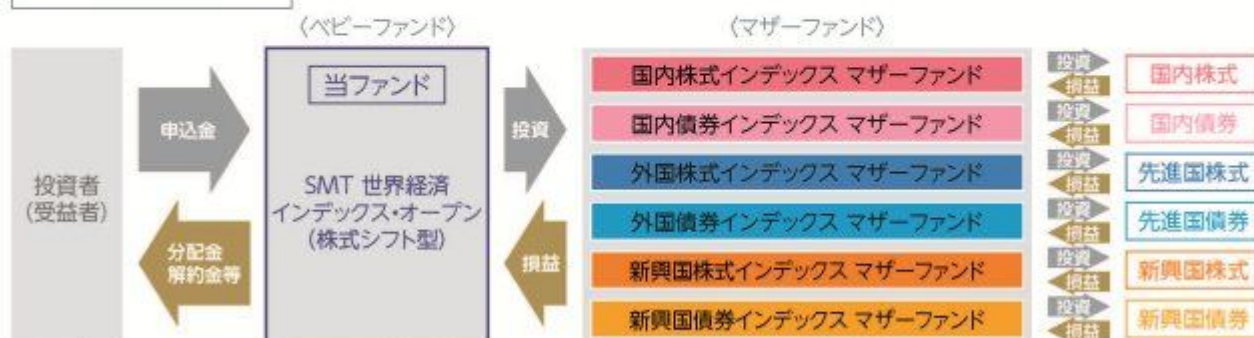 〈ベビーファンド〉
〈マザーファンド〉
投資者
(受益者)
申込金
分配金
解約金等
当ファンド
SMT 世界経済
インデックス・オープン
(株式シフト型)
投資
損益
国内株式インデックス マザーファンド
投資
損益
国内株式
国内債券インデックス マザーファンド
投資
損益
国内債券
外国株式インデックス マザーファンド
投資
損益
先進国株式
外国債券インデックス マザーファンド
投資
損益
先進国債券
新興国株式インデックス マザーファンド
投資
損益
新興国株式
新興国債券インデックス マザーファンド
投資
損益
新興国債券